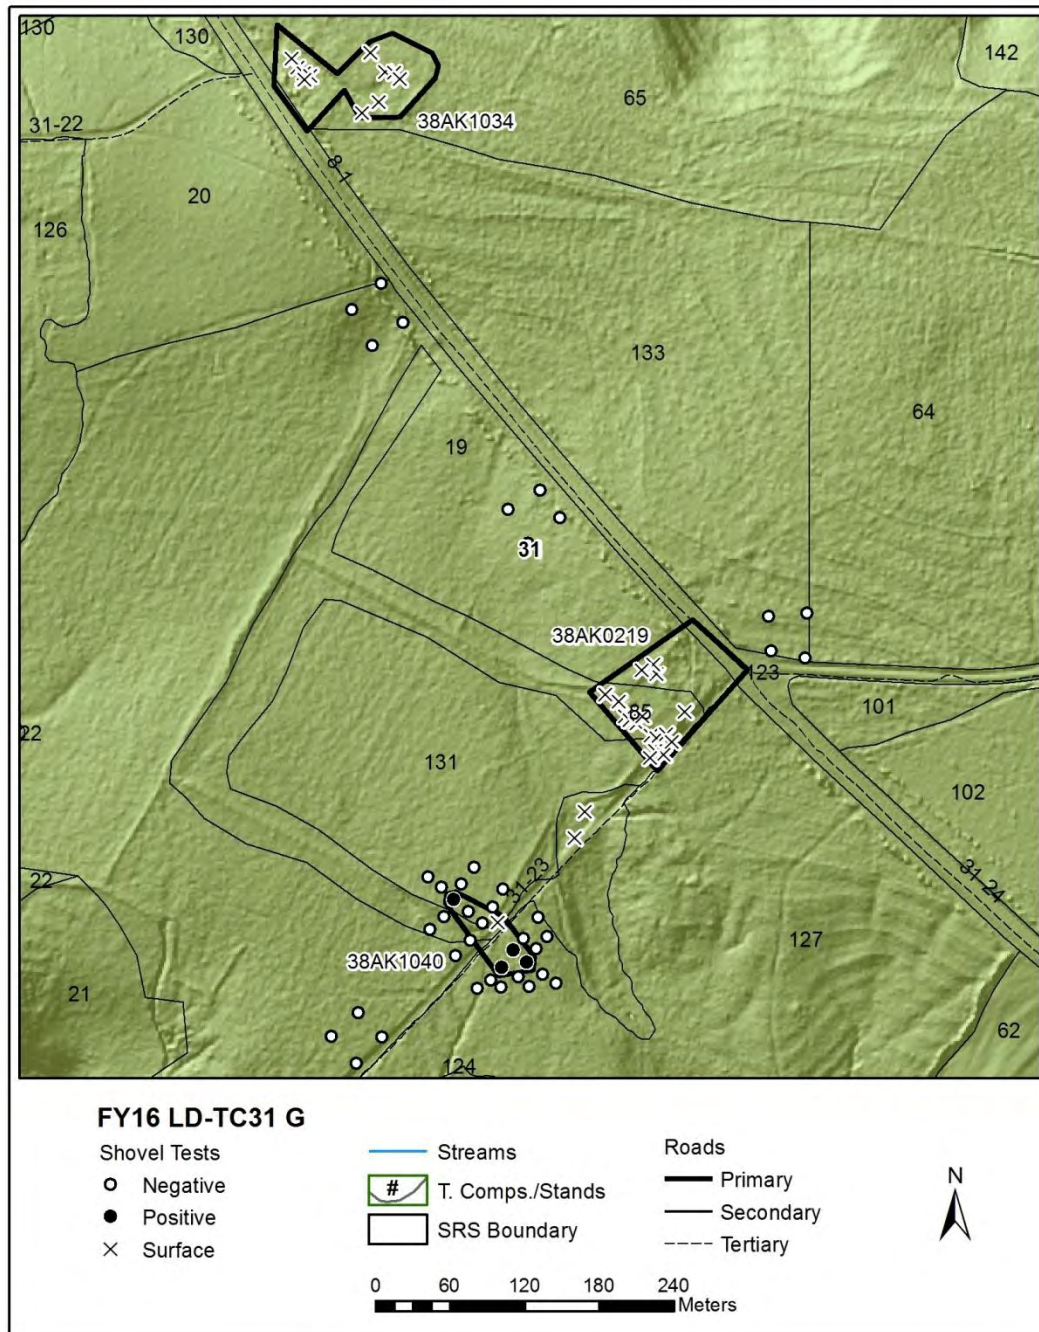 130
130
142
65
31-22
38AK1034
8-1
20
126
133
64
19
31
38AK0219
123
85
101
22
131
102
31-23
31-24
22
127
38AK1040
21
62
124
FY16 LD-TC31 G
Shovel Tests
Negative
Positive
Surface
Streams
# T. Comps./Stands
SRS Boundary
Roads
Primary
Secondary
Tertiary
N
0 60 120 180 240
Meters